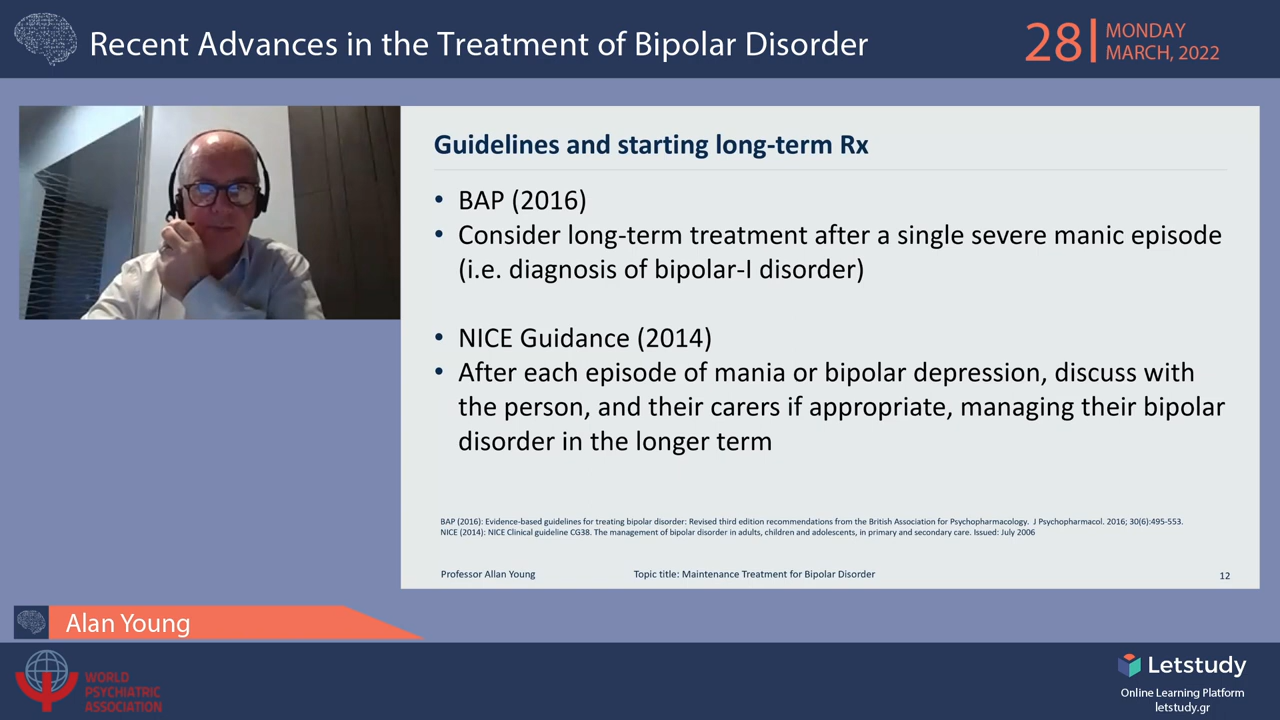 Recent Advances in the Treatment of Bipolar Disorder
28
MONDAY
MARCH, 2022
Guidelines and starting long-term Rx
• BAP (2016)
• Consider long-term treatment after a single severe manic episode
(i.e. diagnosis of bipolar-I disorder)
• NICE Guidance (2014)
• After each episode of mania or bipolar depression, discuss with
the person, and their carers if appropriate, managing their bipolar
disorder in the longer term
BAP (2016): Evidence-based guidelines for treating bipolar disorder: Revised third edition recommendations from the British Association for Psychopharmacology. J Psychopharmacol. 2016; 30(6):495-553.
NICE (2014): NICE Clinical guideline CG38. The management of bipolar disorder in adults, children and adolescents, in primary and secondary care. Issued: July 2006
Professor Allan Young Topic title: Maintenance Treatment for Bipolar Disorder 12
Alan Young
WORLD
PSYCHIATRIC
ASSOCIATION
Letstudy
Online Learning Platform
letstudy.gr